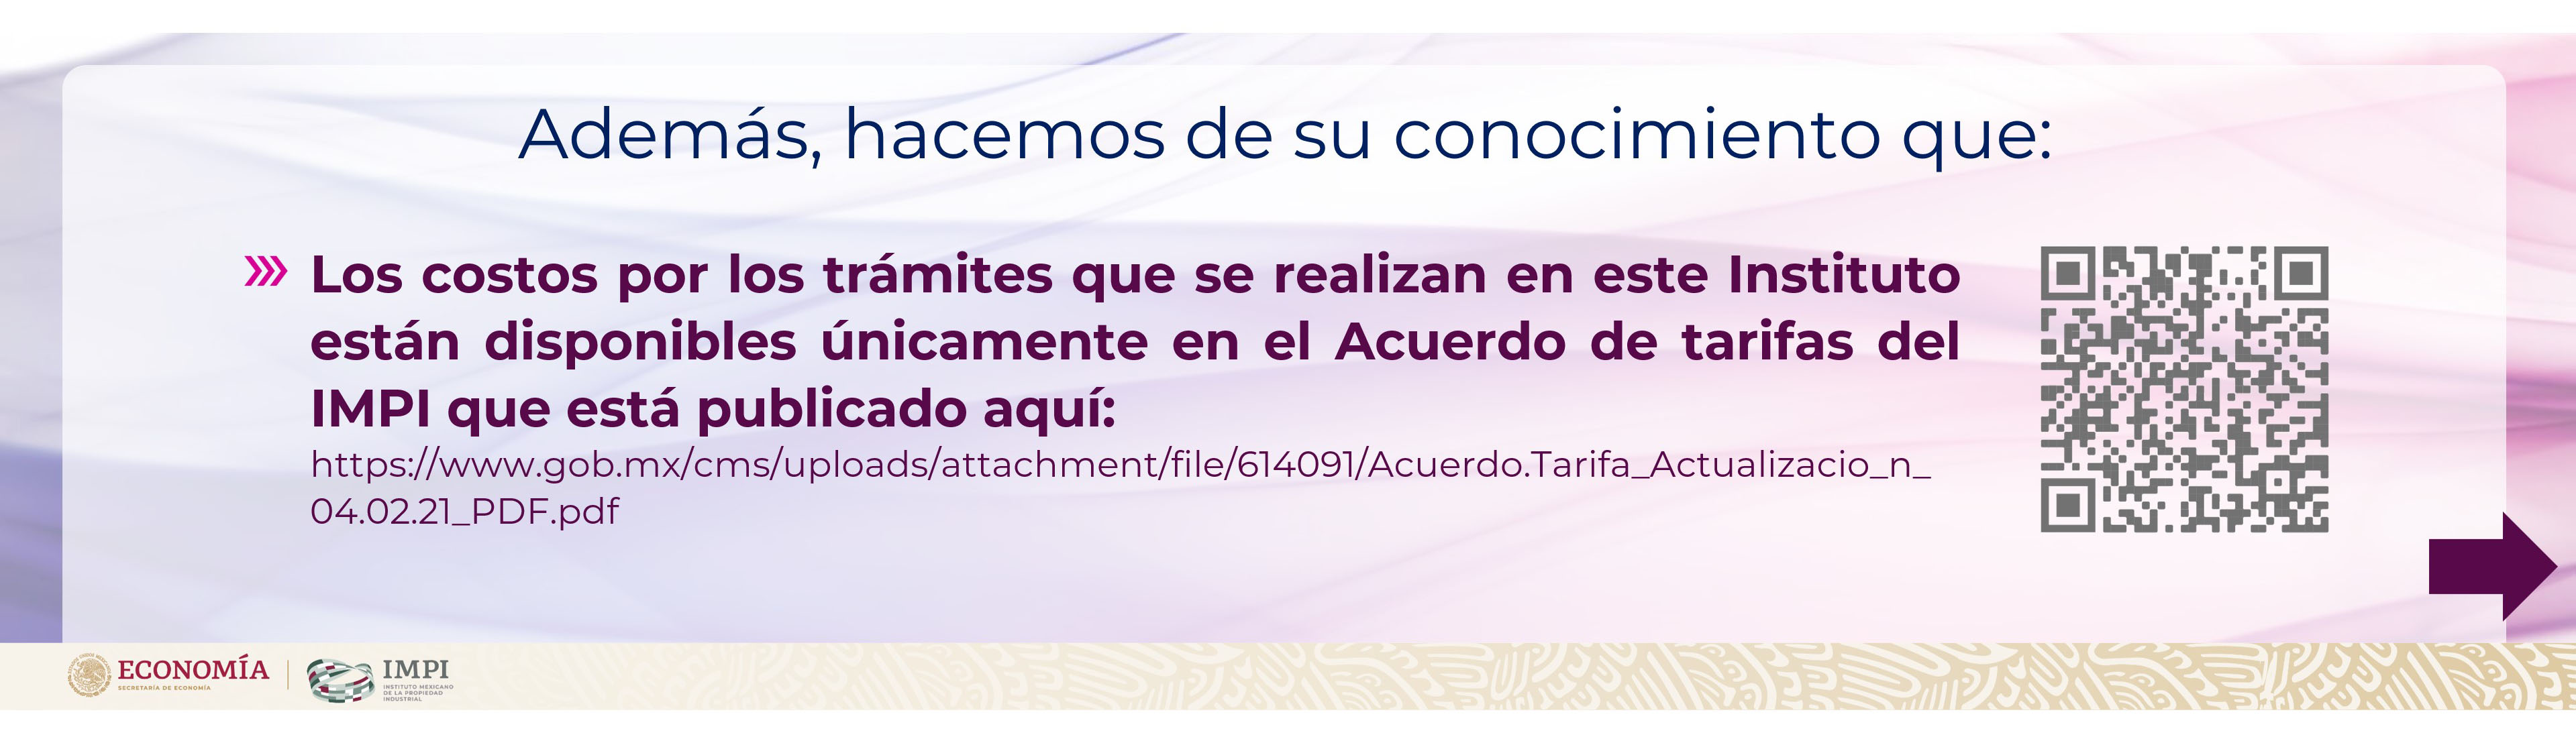 Además, hacemos de su conocimiento que:
Los costos por los trámites que se realizan en este Instituto
están disponibles únicamente en el Acuerdo de tarifas del
IMPI que está publicado aquí:
https://www.gob.mx/cms/uploads/attachment/file/614091/Acuerdo.Tarifa_Actualizacio_n_
04.02.21_PDF.pdf
ECONOMÍA
SECRETARÍA DE ECONOMÍA
IMPI
INSTITUTO MEXICANO
DE LA PROPIEDAD
INDUSTRIAL